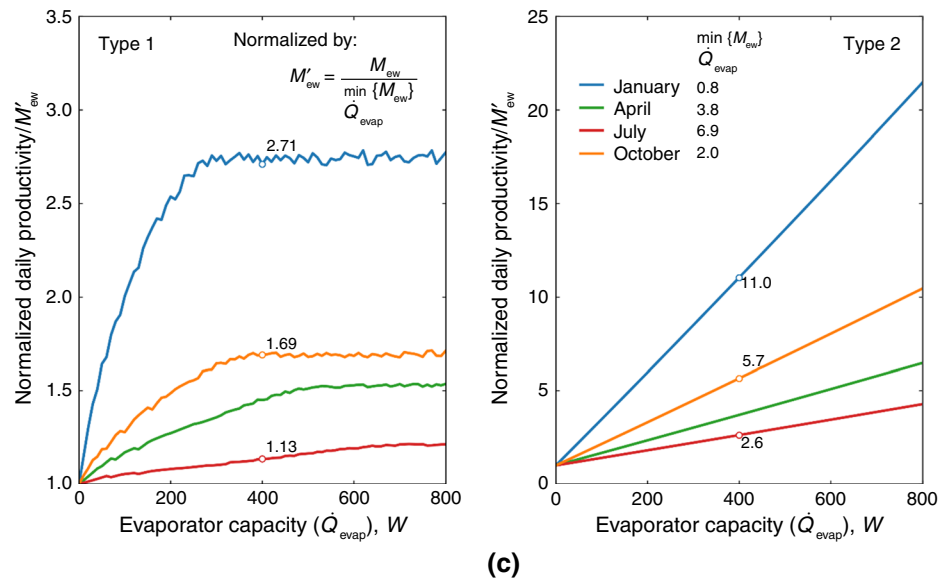 Type 1
Normalized by:
M′ew = Mew / min {Mew} Q̇evap
2.71
1.69
1.13
3.5
3.0
2.5
2.0
1.5
1.0
0 200 400 600 800
Normalized daily productivity/M′ew
Evaporator capacity (Q̇evap), W
min {Mew} Type 2
Q̇evap
January 0.8
April 3.8
July 6.9
October 2.0
11.0
5.7
2.6
25
20
15
10
5
0
0 200 400 600 800
Normalized daily productivity/M′ew
Evaporator capacity (Q̇evap), W
(c)